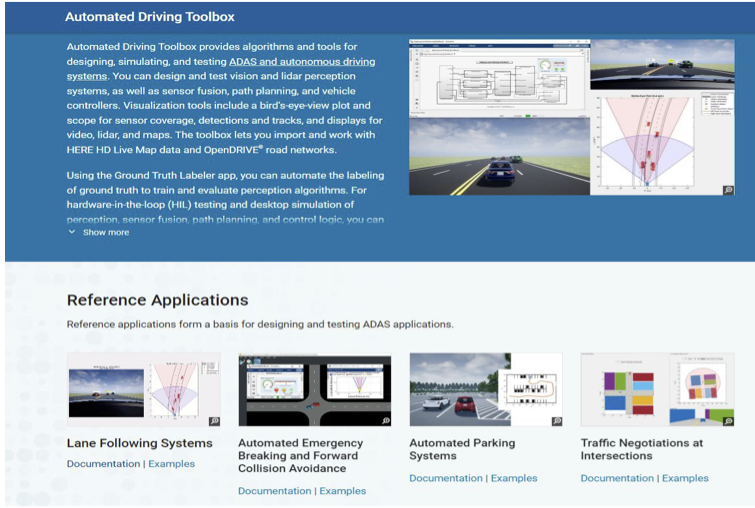 Automated Driving Toolbox
Automated Driving Toolbox provides algorithms and tools for
designing, simulating, and testing ADAS and autonomous driving
systems. You can design and test vision and lidar perception
systems, as well as sensor fusion, path planning, and vehicle
controllers. Visualization tools include a bird's-eye-view plot and
scope for sensor coverage, detections and tracks, and displays for
video, lidar, and maps. The toolbox lets you import and work with
HERE HD Live Map data and OpenDRIVE® road networks.
Using the Ground Truth Labeler app, you can automate the labeling
of ground truth to train and evaluate perception algorithms. For
hardware-in-the-loop (HIL) testing and desktop simulation of
perception, sensor fusion, path planning, and control logic, you can
Show more
Reference Applications
Reference applications form a basis for designing and testing ADAS applications.
Lane Following Systems
Documentation | Examples
Automated Emergency
Breaking and Forward
Collision Avoidance
Documentation | Examples
Automated Parking
Systems
Documentation | Examples
Traffic Negotiations at
Intersections
Documentation | Examples